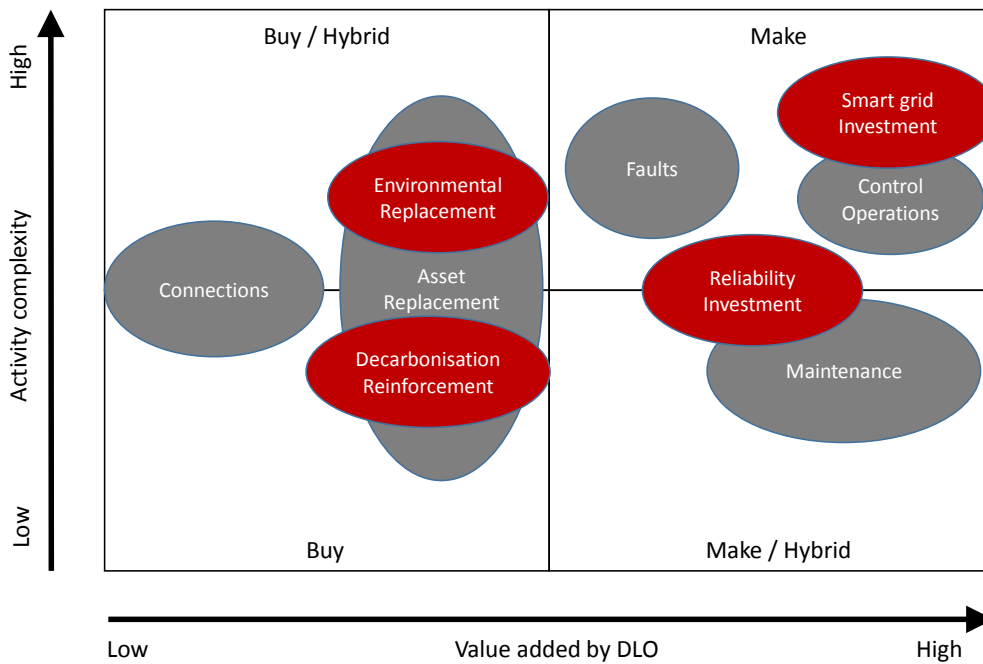 Buy / Hybrid
Make
High
Smart grid
Investment
Environmental
Replacement
Faults
Control
Operations
Activity complexity
Connections
Asset
Replacement
Reliability
Investment
Decarbonisation
Reinforcement
Maintenance
Low
Buy
Make / Hybrid
Low
Value added by DLO
High